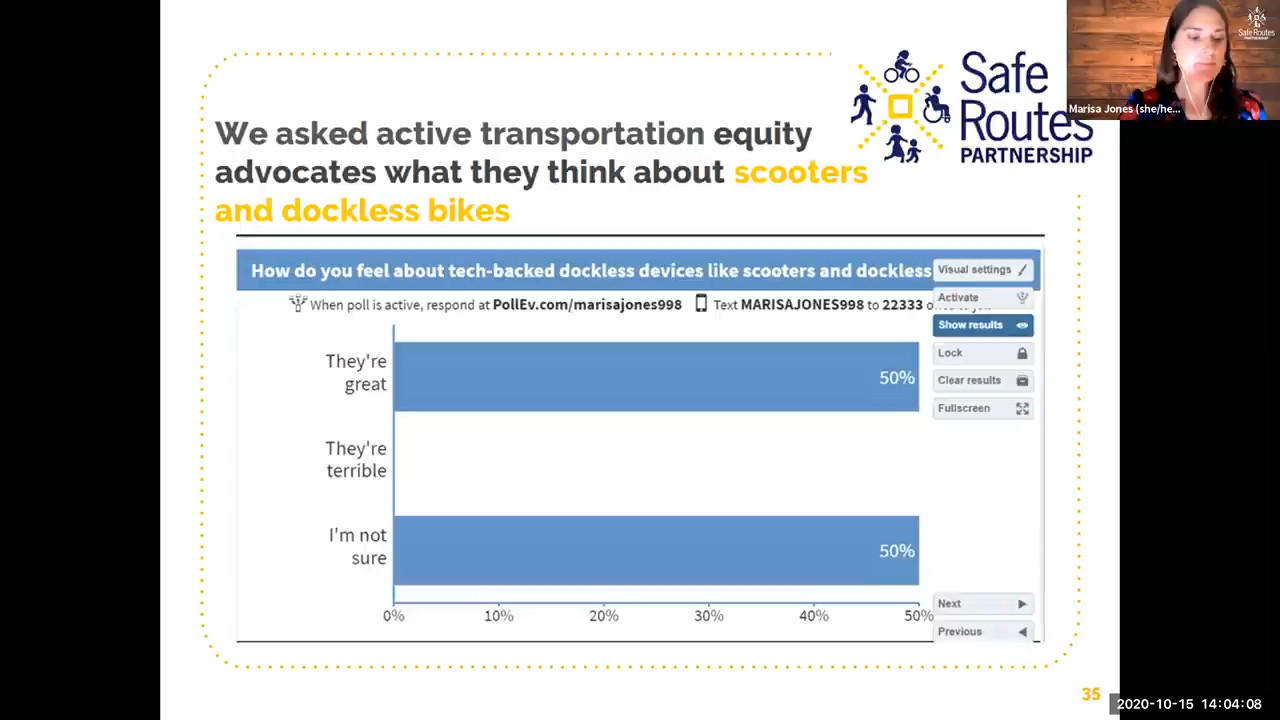 We asked active transportation equity
advocates what they think about scooters
and dockless bikes
Safe
Routes
PARTNERSHIP
Safe Routes
PARTNERSHIP
Marisa Jones (she/he...
How do you feel about tech-backed dockless devices like scooters and dockless
When poll is active, respond at PollEv.com/marisajones998
Text MARISAJONES998 to 22333
Visual settings
Activate
Show results
Lock
Clear results
Fullscreen
They're
great
50%
They're
terrible
I'm not
sure
50%
0% 10% 20% 30% 40% 50%
Next
Previous
35
2020-10-15 14:04:08